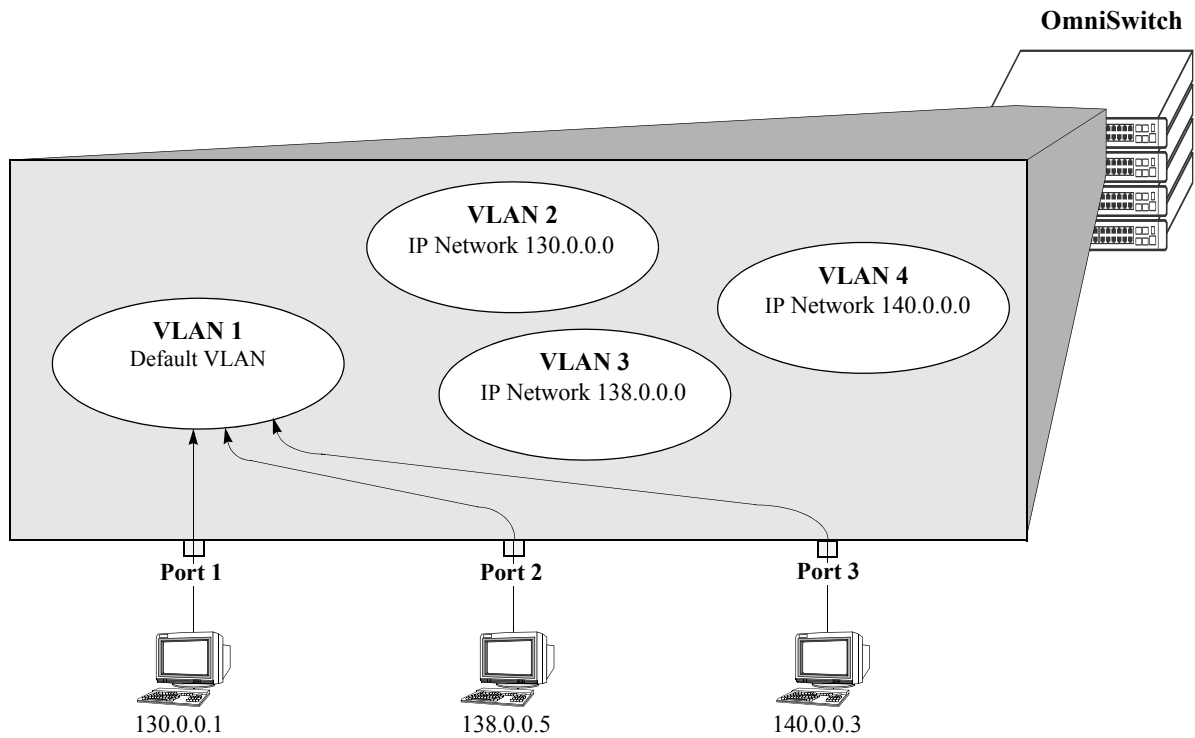 OmniSwitch
VLAN 2
IP Network 130.0.0.0
VLAN 4
IP Network 140.0.0.0
VLAN 1
Default VLAN
VLAN 3
IP Network 138.0.0.0
Port 1
Port 2
Port 3
130.0.0.1
138.0.0.5
140.0.0.3